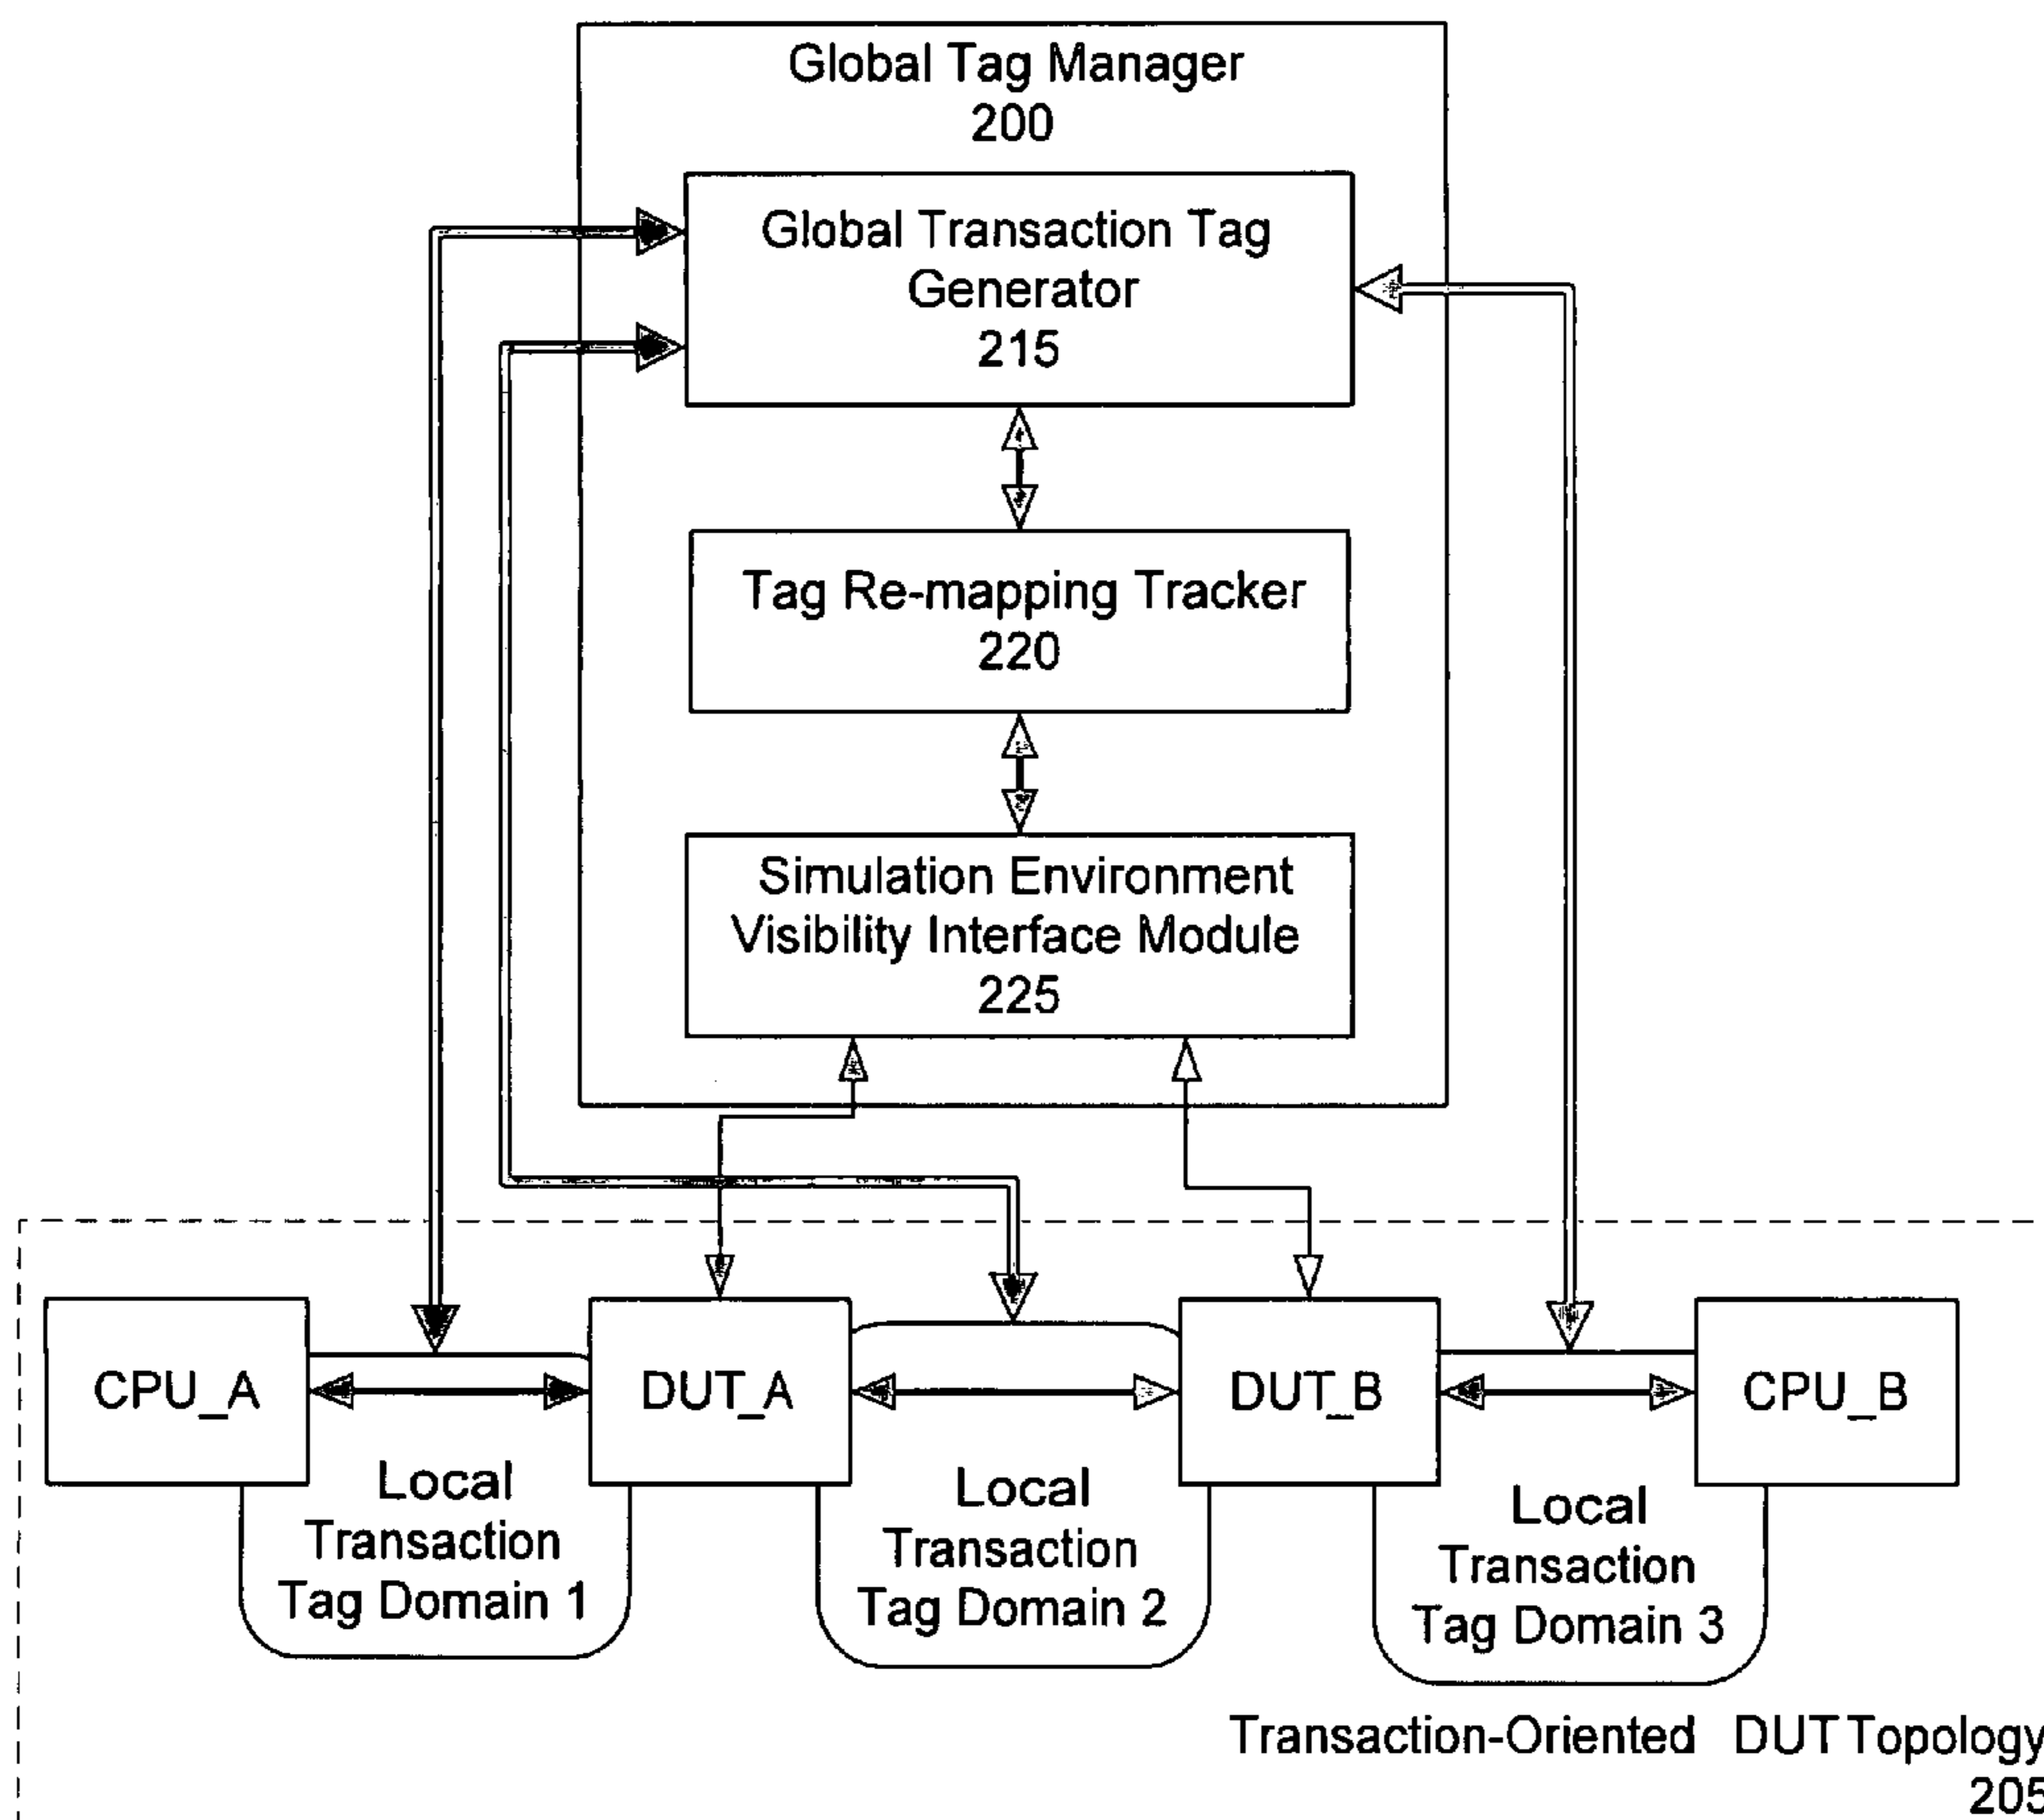 Global Tag Manager
200
Global Transaction Tag
Generator
215
Tag Re-mapping Tracker
220
Simulation Environment
Visibility Interface Module
225
CPU_A
DUT_A
DUT_B
CPU_B
Local
Transaction
Tag Domain 1
Local
Transaction
Tag Domain 2
Local
Transaction
Tag Domain 3
Transaction-Oriented DUT Topology
205